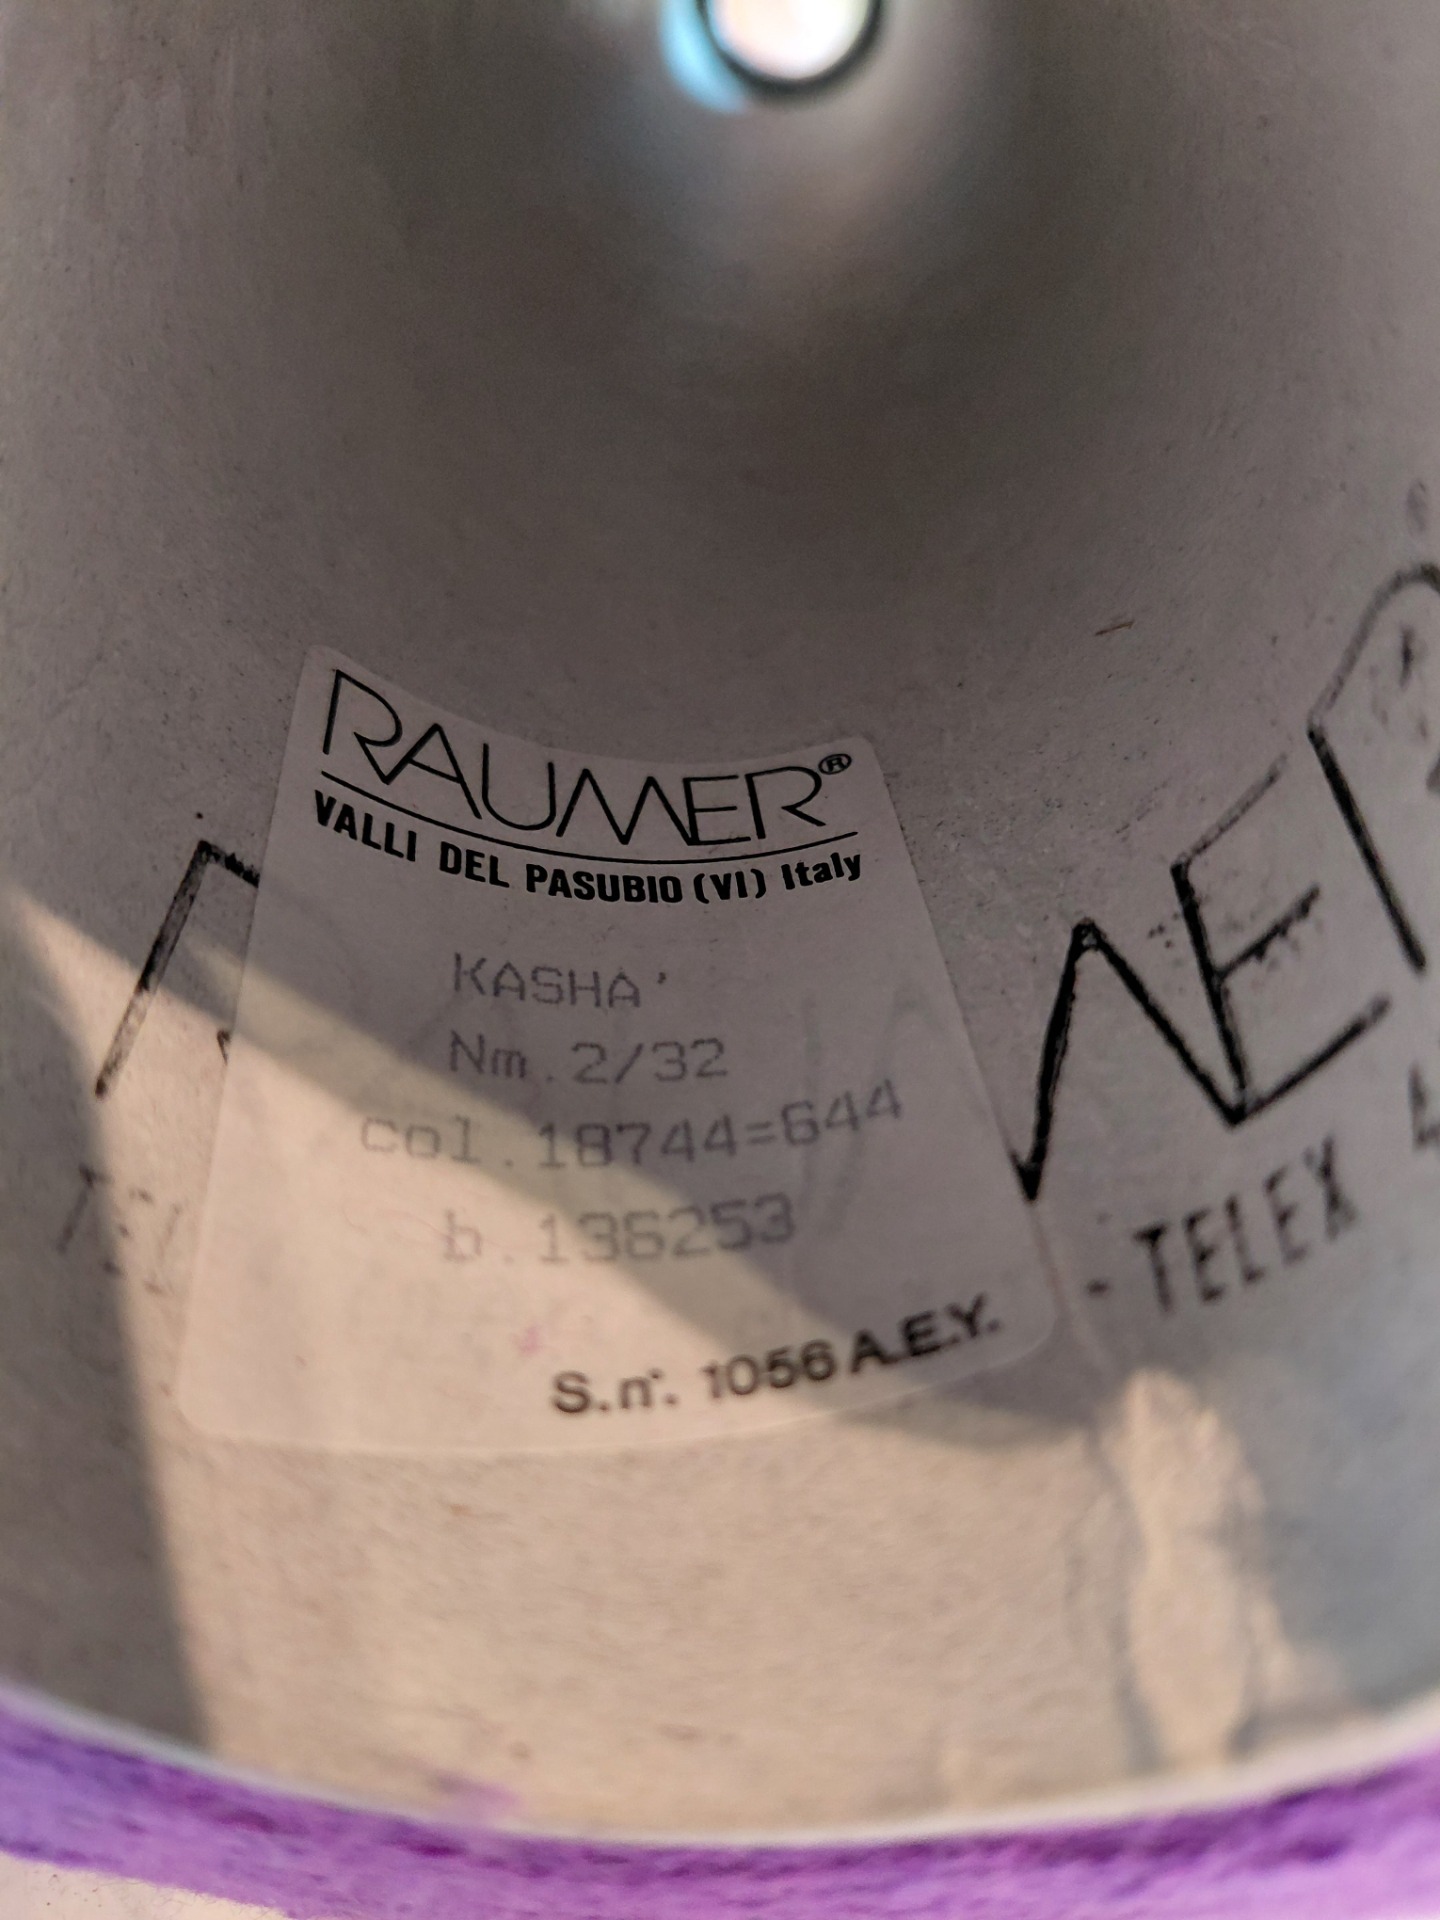 RAUMER®
VALLI DEL PASUBIO (VI) Italy
KASHA'
Nm.2/32
col.18744=644
b.136253
S.n°. 1056 A.E.Y.
- TELEX